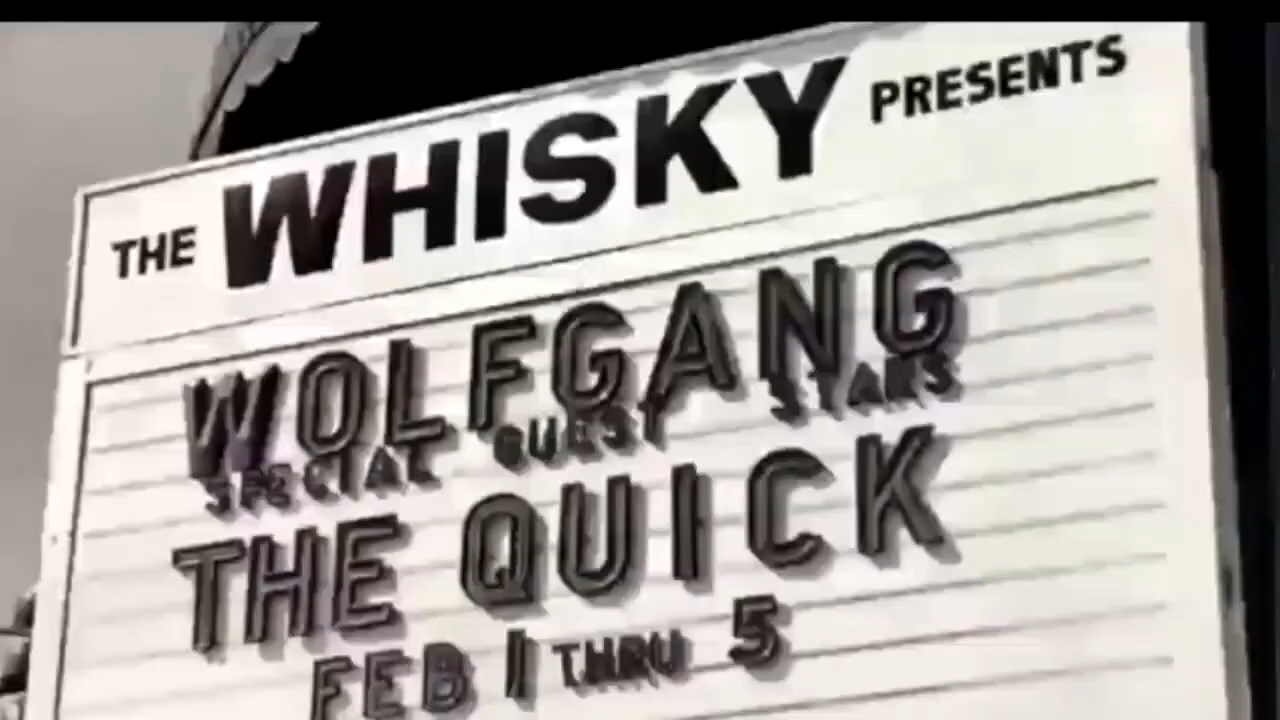 THE WHISKY PRESENTS
WOLFGANG
SPECIAL GUEST STARS
THE QUICK
FEB 1 THRU 5